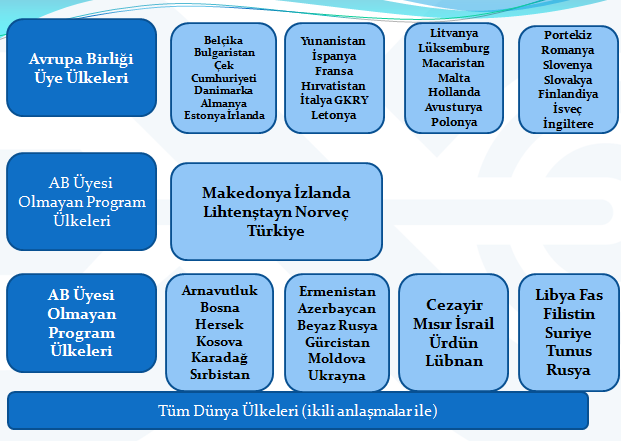 Avrupa Birliği
Üye Ülkeleri
Belçika
Bulgaristan
Çek
Cumhuriyeti
Danimarka
Almanya
Estonya İrlanda
Yunanistan
İspanya
Fransa
Hırvatistan
İtalya GKRY
Letonya
Litvanya
Lüksemburg
Macaristan
Malta
Hollanda
Avusturya
Polonya
Portekiz
Romanya
Slovenya
Slovakya
Finlandiya
İsveç
İngiltere
AB Üyesi
Olmayan Program
Ülkeleri
Makedonya İzlanda
Lihtenştayn Norveç
Türkiye
AB Üyesi
Olmayan
Program
Ülkeleri
Arnavutluk
Bosna
Hersek
Kosova
Karadağ
Sırbistan
Ermenistan
Azerbaycan
Beyaz Rusya
Gürcistan
Moldova
Ukrayna
Cezayir
Mısır İsrail
Ürdün
Lübnan
Libya Fas
Filistin
Suriye
Tunus
Rusya
Tüm Dünya Ülkeleri (ikili anlaşmalar ile)